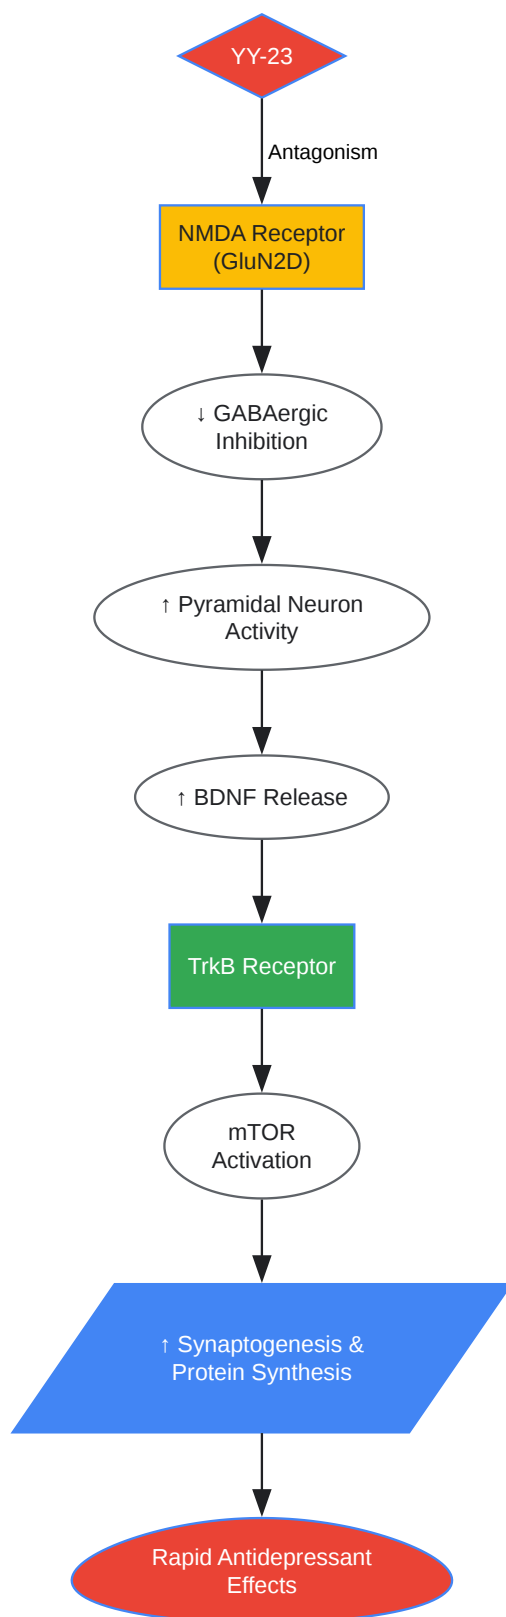 YY-23
Antagonism
NMDA Receptor
(GluN2D)
↓ GABAergic
Inhibition
↑ Pyramidal Neuron
Activity
↑ BDNF Release
TrkB Receptor
mTOR
Activation
↑ Synaptogenesis &
Protein Synthesis
Rapid Antidepressant
Effects